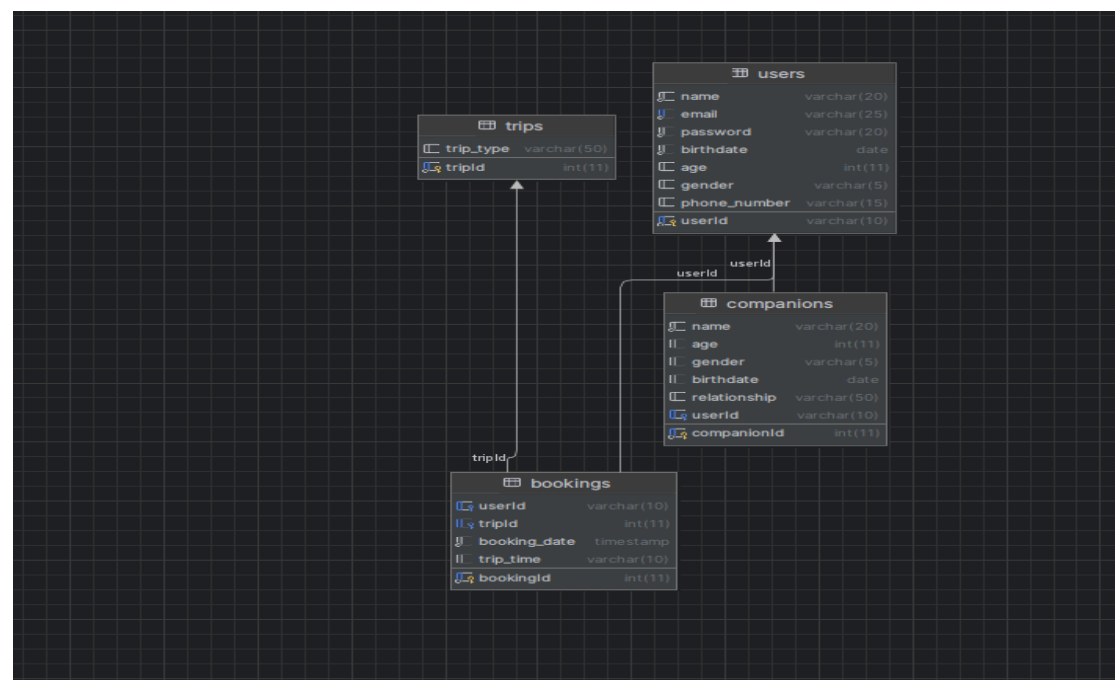 users
name varchar(20)
email varchar(25)
password varchar(20)
birthdate date
age int(11)
gender varchar(5)
phone_number varchar(15)
userId varchar(10)
trips
trip_type varchar(50)
tripId int(11)
userId
userId
companions
name varchar(20)
age int(11)
gender varchar(5)
birthdate date
relationship varchar(50)
userId varchar(10)
companionId int(11)
tripId
bookings
userId varchar(10)
tripId int(11)
booking_date timestamp
trip_time varchar(10)
bookingId int(11)